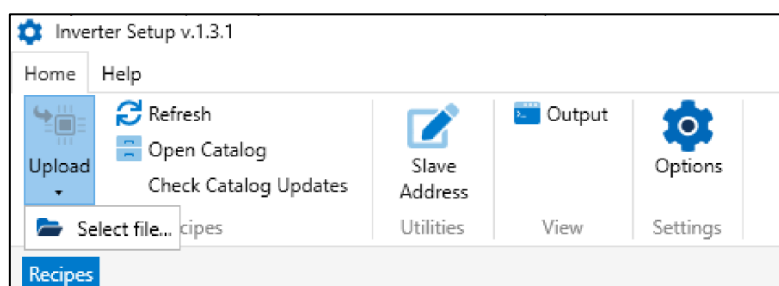 Inverter Setup v.1.3.1
Home Help
Upload
Refresh
Open Catalog
Check Catalog Updates
Slave
Address
Output
Options
Select file...
cipes
Utilities
View
Settings
Recipes